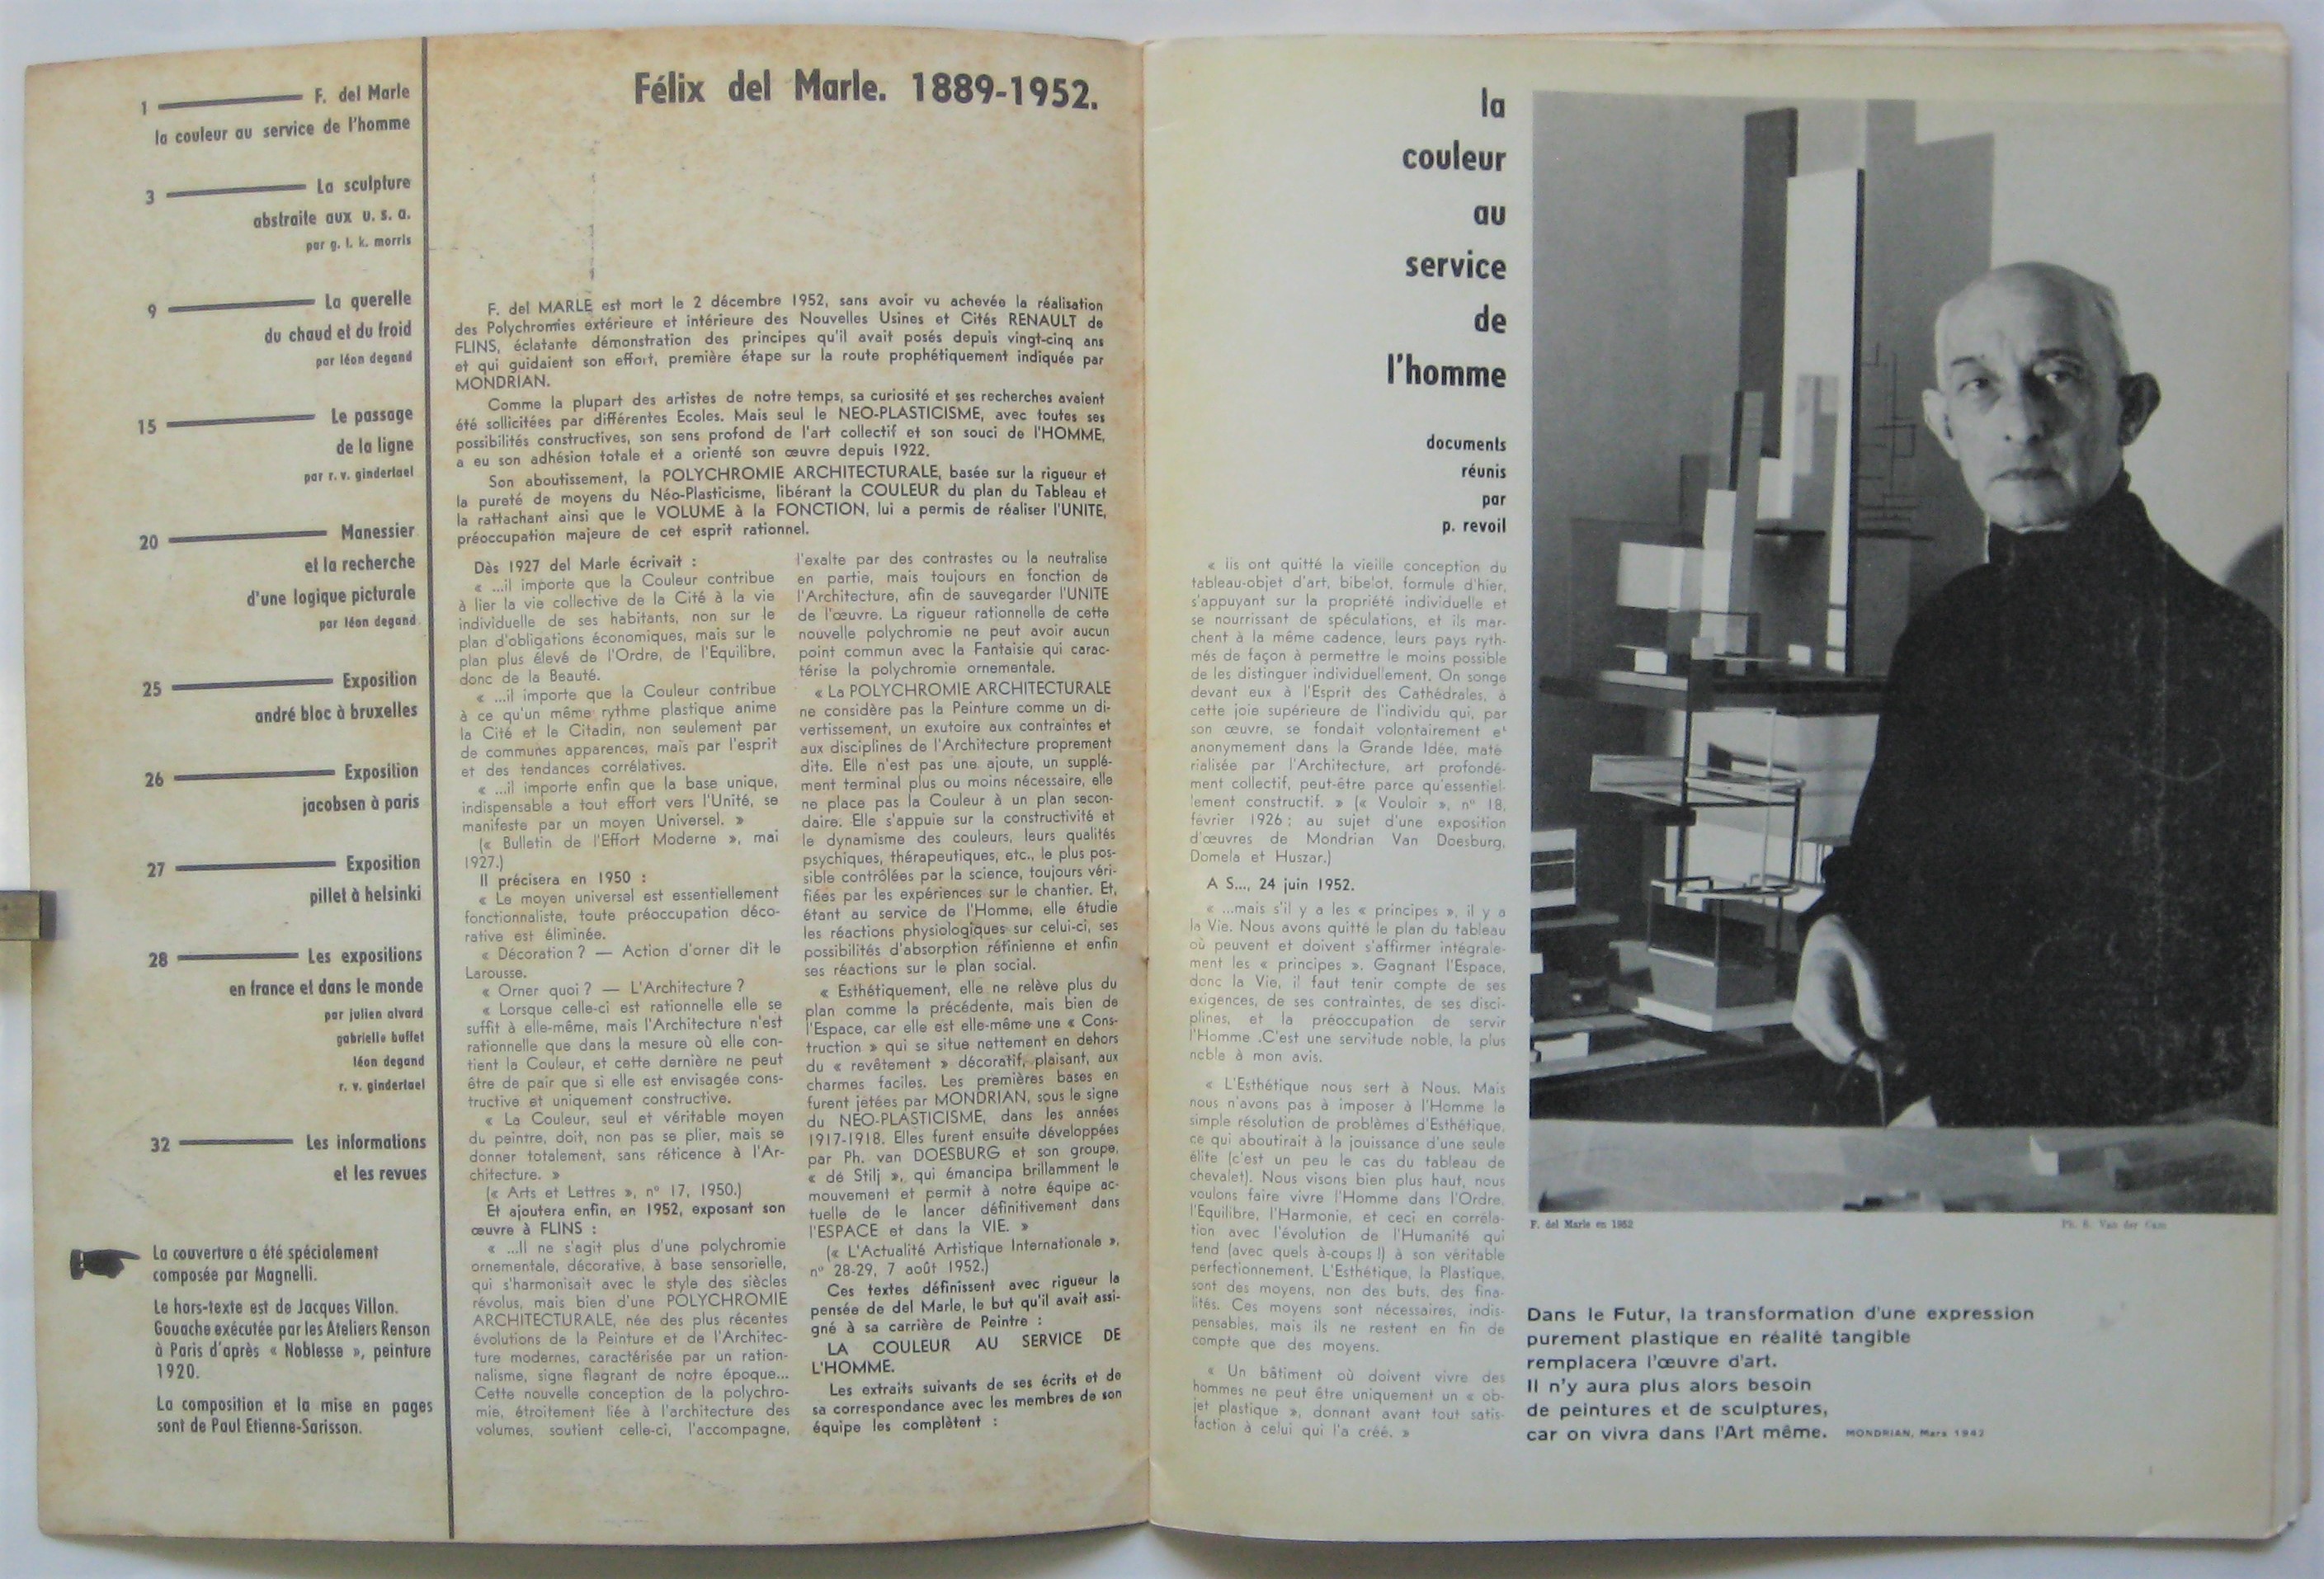 1 F. del Marle
la couleur au service de l'homme
3 La sculpture
abstraite aux u. s. a.
par g. l. k. morris
9 La querelle
du chaud et du froid
par léon degand
15 Le passage
de la ligne
par r. v. gindertael
20 Manessier
et la recherche
d'une logique picturale
par léon degand
25 Exposition
andré bloc à bruxelles
26 Exposition
jacobsen à paris
27 Exposition
pillet à helsinki
28 Les expositions
en france et dans le monde
par julien alvard
gabrielle buffet
léon degand
r. v. gindertael
32 Les informations
et les revues
La couverture a été spécialement
composée par Magnelli.
Le hors-texte est de Jacques Villon.
Gouache exécutée par les Ateliers Renson
à Paris d'après « Noblesse », peinture
1920.
La composition et la mise en pages
sont de Paul Etienne-Sarisson.
Félix del Marle. 1889-1952.
F. del MARLE est mort le 2 décembre 1952, sans avoir vu achevée la réalisation
des Polychromies extérieure et intérieure des Nouvelles Usines et Cités RENAULT de
FLINS, éclatante démonstration des principes qu'il avait posés depuis vingt-cinq ans
et qui guidaient son effort, première étape sur la route prophétiquement indiquée par
MONDRIAN.
Comme la plupart des artistes de notre temps, sa curiosité et ses recherches avaient
été sollicitées par différentes Ecoles. Mais seul le NEO-PLASTICISME, avec toutes ses
possibilités constructives, son sens profond de l'art collectif et son souci de l'HOMME,
a eu son adhésion totale et a orienté son œuvre depuis 1922.
Son aboutissement, la POLYCHROMIE ARCHITECTURALE, basée sur la rigueur et
la pureté de moyens du Néo-Plasticisme, libérant la COULEUR du plan du Tableau et
la rattachant ainsi que le VOLUME à la FONCTION, lui a permis de réaliser l'UNITE,
préoccupation majeure de cet esprit rationnel.
Dès 1927 del Marle écrivait :
« ...il importe que la Couleur contribue
à lier la vie collective de la Cité à la vie
individuelle de ses habitants, non sur le
plan d'obligations économiques, mais sur le
plan plus élevé de l'Ordre, de l'Equilibre,
donc de la Beauté.
« ...il importe que la Couleur contribue
à ce qu'un même rythme plastique anime
la Cité et le Citadin, non seulement par
de communes apparences, mais par l'esprit
et des tendances corrélatives.
« ...il importe enfin que la base unique,
indispensable a tout effort vers l'Unité, se
manifeste par un moyen Universel. »
(« Bulletin de l'Effort Moderne », mai
1927.)
Il précisera en 1950 :
« Le moyen universal est essentiellement
fonctionnaliste, toute préoccupation déco-
rative est éliminée.
« Décoration ? — Action d'orner dit le
Larousse.
« Orner quoi ? — L'Architecture ?
« Lorsque celle-ci est rationnelle elle se
suffit à elle-même, mais l'Architecture n'est
rationnelle que dans la mesure où elle con-
tient la Couleur, et cette dernière ne peut
être de pair que si elle est envisagée cons-
tructive et uniquement constructive.
« La Couleur, seul et véritable moyen
du peintre, doit, non pas se plier, mais se
donner totalement, sans réticence à l'Ar-
chitecture. »
(« Arts et Lettres », n° 17, 1950.)
Et ajoutera enfin, en 1952, exposant son
œuvre à FLINS :
« ...Il ne s'agit plus d'une polychromie
ornementale, décorative, à base sensorielle,
qui s'harmonisait avec le style des siècles
révolus, mais bien d'une POLYCHROMIE
ARCHITECTURALE, née des plus récentes
évolutions de la Peinture et de l'Architec-
ture modernes, caractérisée par un ration-
nalisme, signe flagrant de notre époque...
Cette nouvelle conception de la polychro-
mie, étroitement liée à l'architecture des
volumes, soutient celle-ci, l'accompagne,
l'exalte par des contrastes ou la neutralise
en partie, mais toujours en fonction de
l'Architecture, afin de sauvegarder l'UNITE
de l'œuvre. La rigueur rationnelle de cette
nouvelle polychromie ne peut avoir aucun
point commun avec la Fantaisie qui carac-
térise la polychromie ornementale.
« La POLYCHROMIE ARCHITECTURALE
ne considère pas la Peinture comme un di-
vertissement, un exutoire aux contraintes et
aux disciplines de l'Architecture proprement
dite. Elle n'est pas une ajoute, un supplé-
ment terminal plus ou moins nécessaire, elle
ne place pas la Couleur à un plan secon-
daire. Elle s'appuie sur la constructivité et
le dynamisme des couleurs, leurs qualités
psychiques, thérapeutiques, etc., le plus pos-
sible contrôlées par la science, toujours véri-
fiées par les expériences sur le chantier. Et,
étant au service de l'Homme, elle étudie
les réactions physiologiques sur celui-ci, ses
possibilités d'absorption rétinienne et enfin
ses réactions sur le plan social.
« Esthétiquement, elle ne relève plus du
plan comme la précédente, mais bien de
l'Espace, car elle est elle-même une « Cons-
truction » qui se situe nettement en dehors
du « revêtement » décoratif, plaisant, aux
charmes faciles. Les premières bases en
furent jetées par MONDRIAN, sous le signe
du NEO-PLASTICISME, dans les années
1917-1918. Elles furent ensuite développées
par Ph. van DOESBURG et son groupe,
« de Stilj », qui émancipa brillamment le
mouvement et permit à notre équipe ac-
tuelle de le lancer définitivement dans
l'ESPACE et dans la VIE. »
(« L'Actualité Artistique Internationale »,
n° 28-29, 7 août 1952.)
Ces textes définissent avec rigueur la
pensée de del Marle, le but qu'il avait assi-
gné à sa carrière de Peintre :
LA COULEUR AU SERVICE DE
L'HOMME.
Les extraits suivants de ses écrits et de
sa correspondance avec les membres de son
équipe les complètent :
la
couleur
au
service
de
l'homme
documents
réunis
par
p. revoil
« Ils ont quitté la vieille conception du
tableau-objet d'art, bibelot, formule d'hier,
s'appuyant sur la propriété individuelle et
se nourrissant de spéculations, et ils mar-
chent à la même cadence, leurs pays ryth-
més de façon à permettre le moins possible
de les distinguer individuellement. On songe
devant eux à l'Esprit des Cathédrales, à
cette joie supérieure de l'individu qui, par
son œuvre, se fondait volontairement et
anonymement dans la Grande Idée, maté
rialisée par l'Architecture, art profondé-
ment collectif, peut-être parce qu'essentiel-
lement constructif. » (« Vouloir », n° 18,
février 1926 ; au sujet d'une exposition
d'œuvres de Mondrian Van Doesburg,
Domela et Huszar.)
A S..., 24 juin 1952.
« ...mais s'il y a les « principes », il y a
la Vie. Nous avons quitté le plan du tableau
où peuvent et doivent s'affirmer intégrale-
ment les « principes ». Gagnant l'Espace,
donc la Vie, il faut tenir compte de ses
exigences, de ses contraintes, de ses disci-
plines, et la préoccupation de servir
l'Homme .C'est une servitude noble, la plus
noble à mon avis.
« L'Esthétique nous sert à Nous. Mais
nous n'avons pas à imposer à l'Homme la
simple résolution de problèmes d'Esthétique,
ce qui aboutirait à la jouissance d'une seule
élite (c'est un peu le cas du tableau de
chevalet). Nous visons bien plus haut, nous
voulons faire vivre l'Homme dans l'Ordre,
l'Equilibre, l'Harmonie, et ceci en corréla-
tion avec l'évolution de l'Humanité qui
tend (avec quels à-coups !) à son véritable
perfectionnement. L'Esthétique, la Plastique,
sont des moyens, non des buts, des fina-
lités. Ces moyens sont nécessaires, indis-
pensables, mais ils ne restent en fin de
compte que des moyens.
« Un bâtiment où doivent vivre des
hommes ne peut être uniquement un « ob-
jet plastique », donnant avant tout satis-
faction à celui qui l'a créé. »
F. del Marle en 1952
Ph. Van der
Dans le Futur, la transformation d'une expression
purement plastique en réalité tangible
remplacera l'œuvre d'art.
Il n'y aura plus alors besoin
de peintures et de sculptures,
car on vivra dans l'Art même. MONDRIAN, Mars 1942